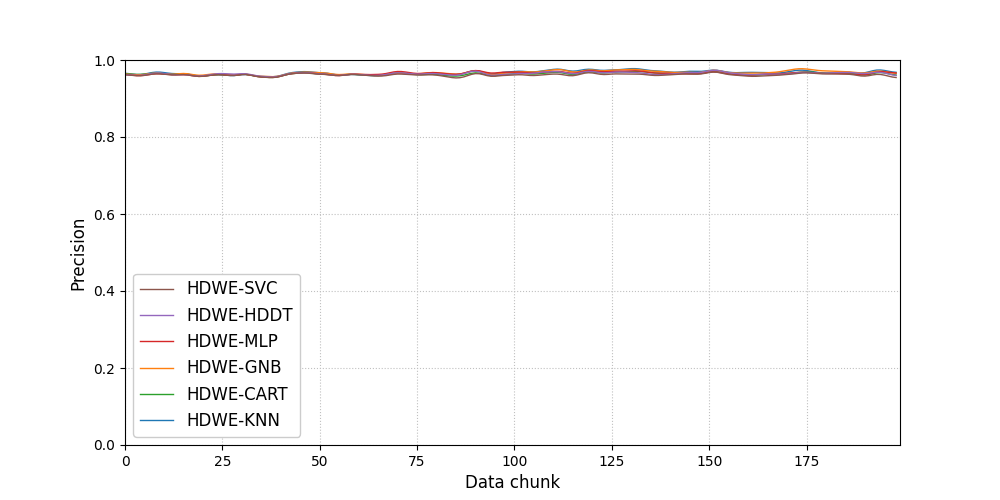 1.0
0.8
0.6
0.4
0.2
0.0
Precision
HDWE-SVC
HDWE-HDDT
HDWE-MLP
HDWE-GNB
HDWE-CART
HDWE-KNN
0 25 50 75 100 125 150 175
Data chunk